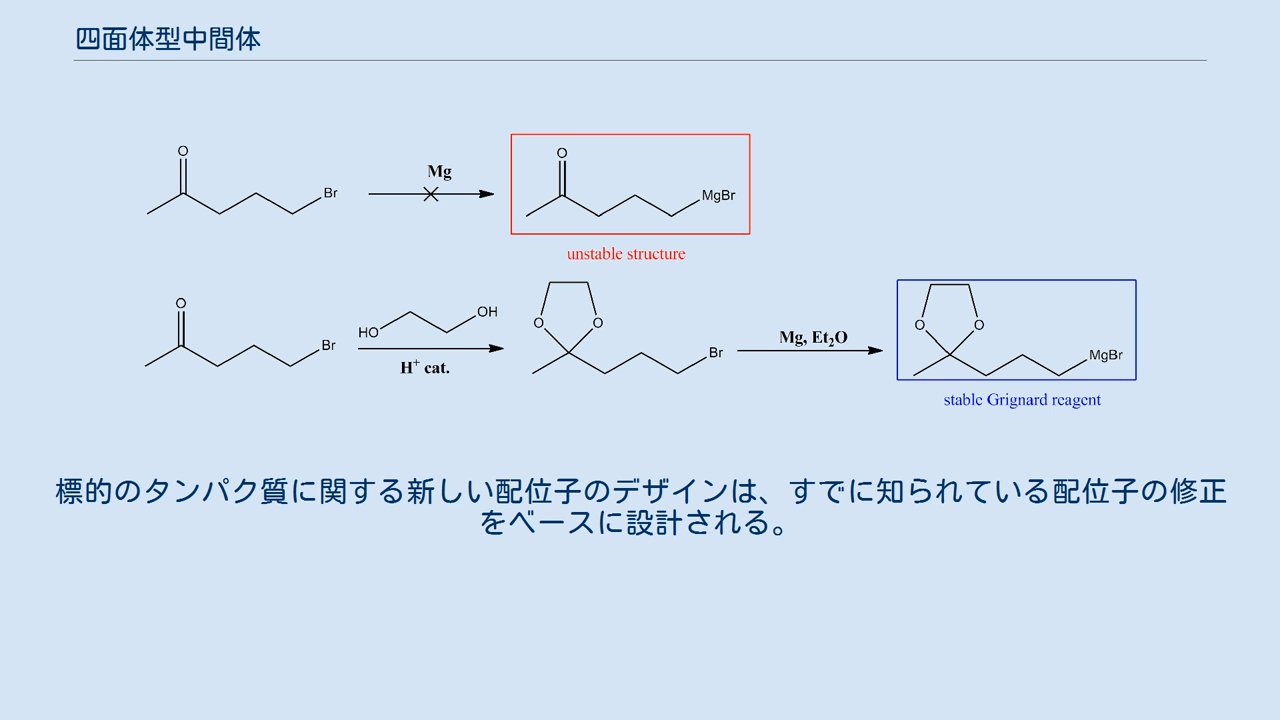 四面体型中間体
O
Br
Mg
O
MgBr
unstable structure
O
Br
HO
OH
H⁺ cat.
O
O
Br
Mg, Et₂O
O
O
MgBr
stable Grignard reagent
標的のタンパク質に関する新しい配位子のデザインは、すでに知られている配位子の修正
をベースに設計される。